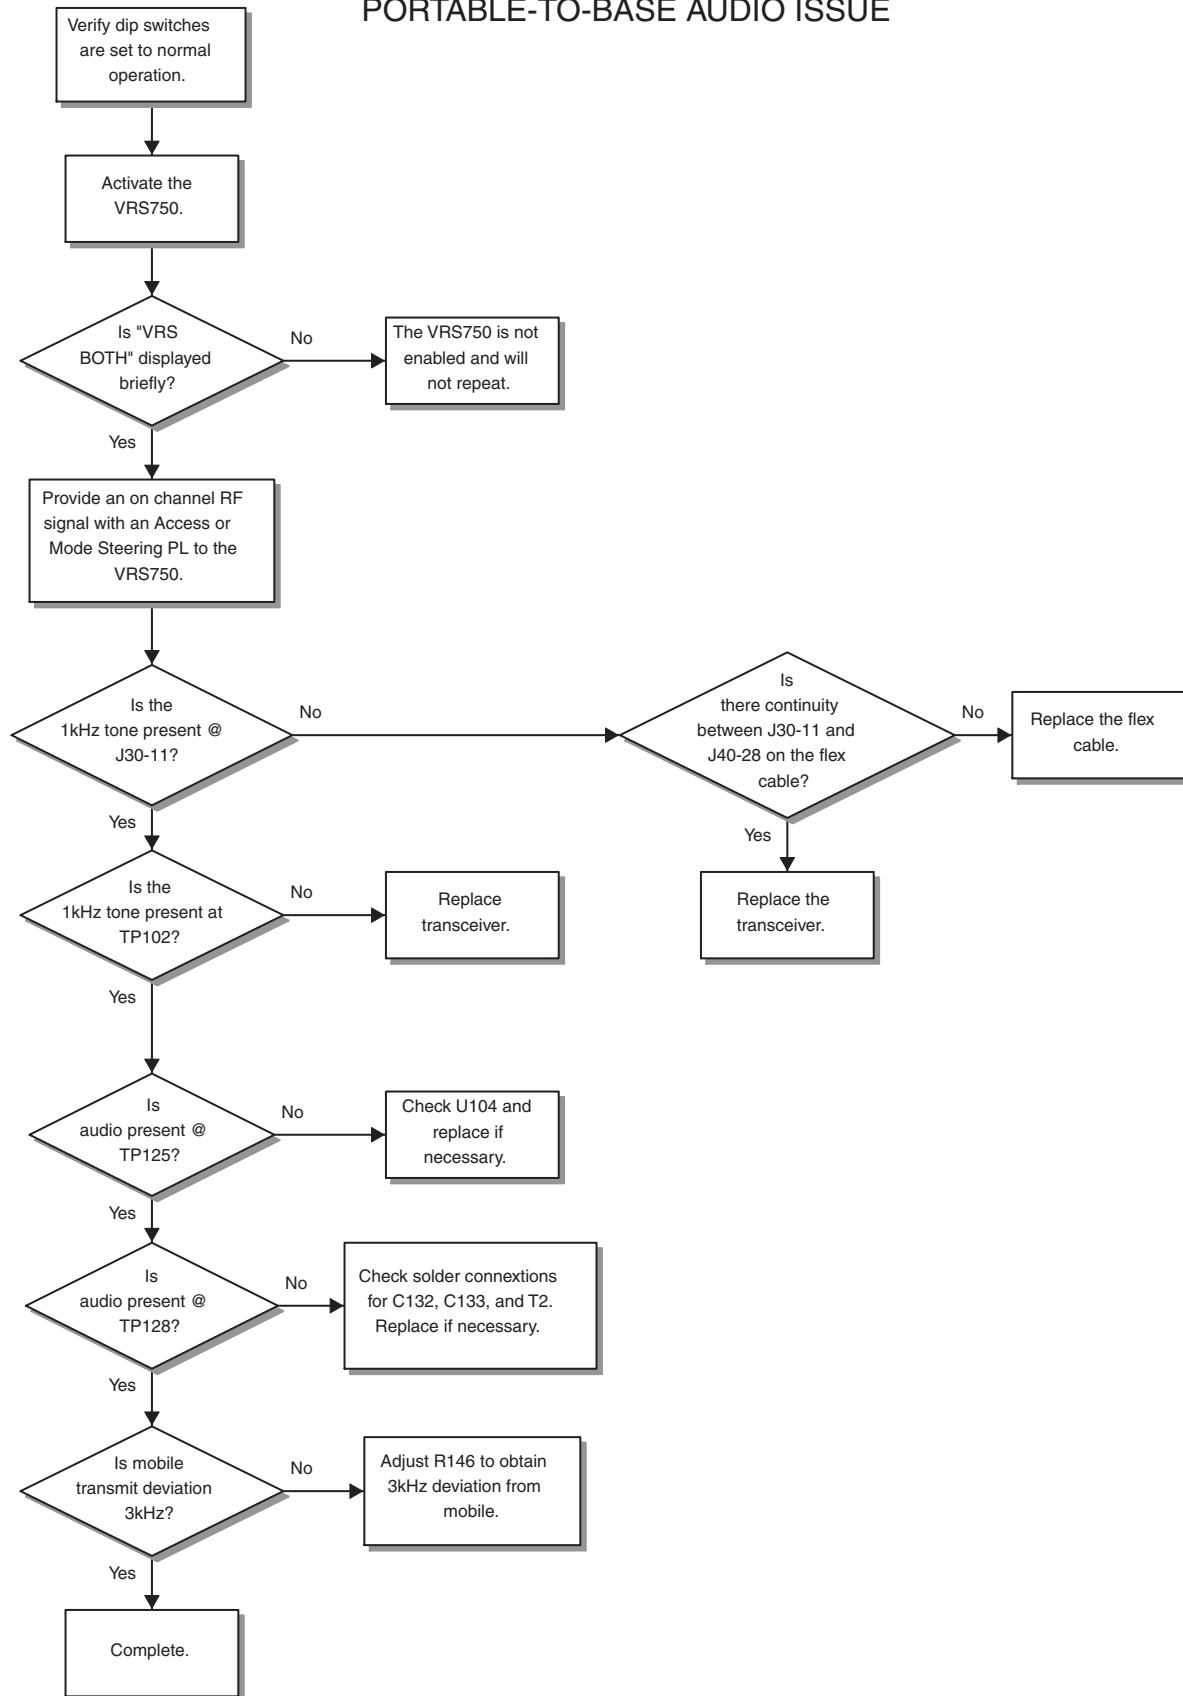 PORTABLE-TO-BASE AUDIO ISSUE
Verify dip switches
are set to normal
operation.
Activate the
VRS750.
Is "VRS
BOTH" displayed
briefly?
No
The VRS750 is not
enabled and will
not repeat.
Yes
Provide an on channel RF
signal with an Access or
Mode Steering PL to the
VRS750.
Is the
1kHz tone present @
J30-11?
No
Is
there continuity
between J30-11 and
J40-28 on the flex
cable?
No
Replace the flex
cable.
Yes
Yes
Is the
1kHz tone present at
TP102?
No
Replace
transceiver.
Replace the
transceiver.
Yes
Is
audio present @
TP125?
No
Check U104 and
replace if
necessary.
Yes
Is
audio present @
TP128?
No
Check solder connextions
for C132, C133, and T2.
Replace if necessary.
Yes
Is mobile
transmit deviation
3kHz?
No
Adjust R146 to obtain
3kHz deviation from
mobile.
Yes
Complete.